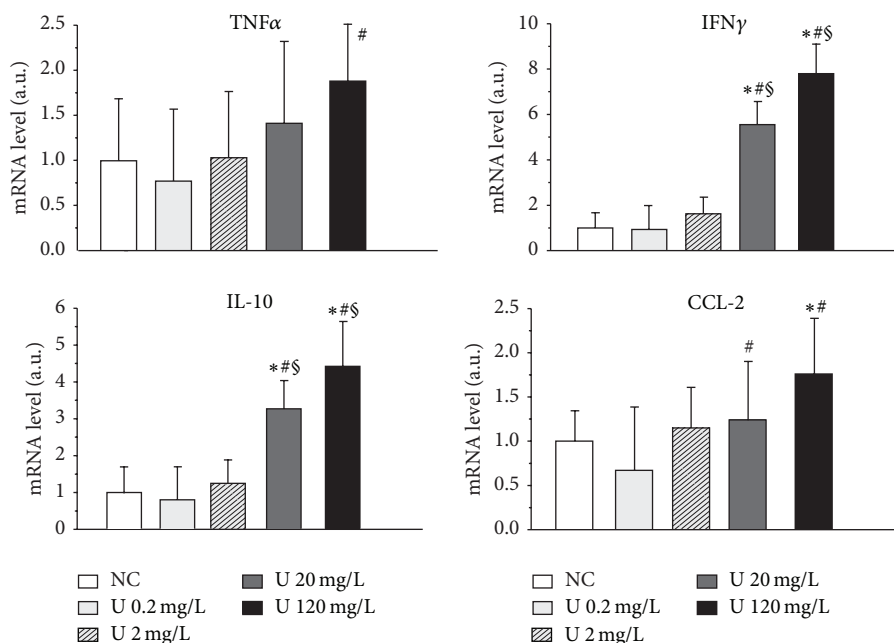 TNFα
mRNA level (a.u.)
2.5
2.0
1.5
1.0
0.5
0.0
#
IFNγ
mRNA level (a.u.)
10
8
6
4
2
0
*#§
*#§
IL-10
mRNA level (a.u.)
6
5
4
3
2
1
0
*#§
*#§
CCL-2
mRNA level (a.u.)
2.5
2.0
1.5
1.0
0.5
0.0
#
*#
NC
U 0.2 mg/L
U 2 mg/L
U 20 mg/L
U 120 mg/L
NC
U 0.2 mg/L
U 2 mg/L
U 20 mg/L
U 120 mg/L